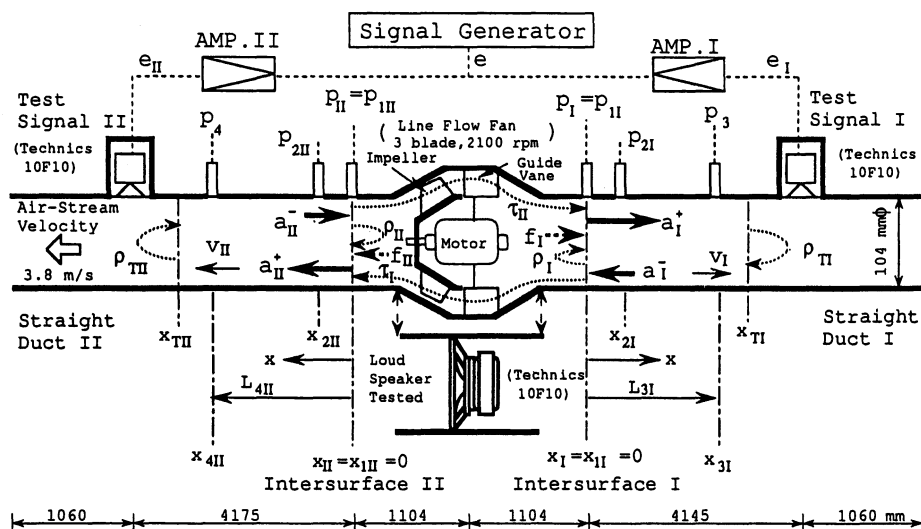 Signal Generator
AMP.II
AMP.I
e_II
e
e_I
Test
Signal II
(Technics
10F10)
p_4
p_2II
p_II=p_1II
( Line Flow Fan
3 blade,2100 rpm )
Impeller
Guide
Vane
p_I=p_1I
p_2I
p_3
Test
Signal I
(Technics
10F10)
Air-Stream
Velocity
3.8 m/s
ρ_TII
v_II
a_II^-
a_II^+
ρ_II
f_II
τ_I
Motor
τ_II
f_I
ρ_I
a_I^+
a_I^-
v_I
ρ_TI
104 mmϕ
Straight
Duct II
x_TII
x_2II
x
L_4II
Loud
Speaker
Tested
(Technics
10F10)
x_2I
x
L_3I
x_TI
Straight
Duct I
x_4II
x_II=x_1II=0
Intersurface II
x_I=x_1I=0
Intersurface I
x_3I
1060
4175
1104
1104
4145
1060 mm